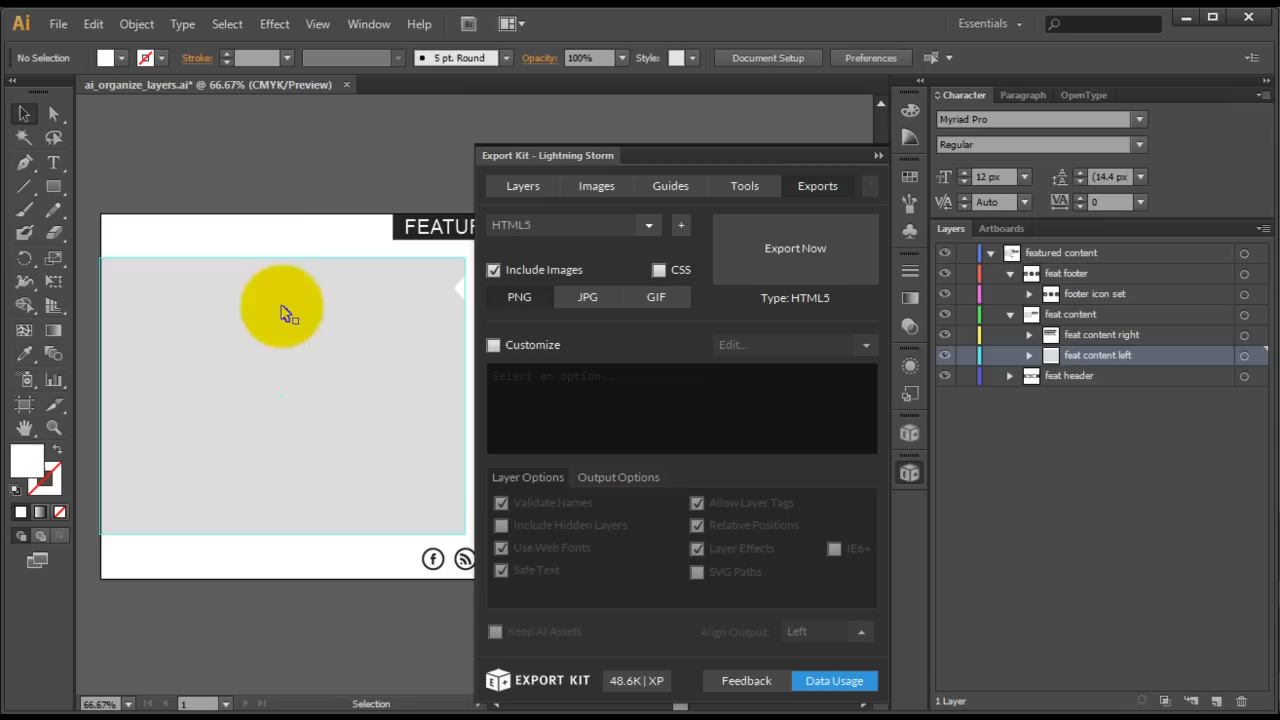 Ai File Edit Object Type Select Effect View Window Help Br Essentials
No Selection Stroke: 5 pt. Round Opacity: 100% Style: Document Setup Preferences
ai_organize_layers.ai* @ 66.67% (CMYK/Preview)
Character Paragraph OpenType
Myriad Pro
Regular
12 px (14.4 px
Auto 0
Layers Artboards
featured content
feat footer
footer icon set
feat content
feat content right
feat content left
feat header
1 Layer
FEATU
Export Kit - Lightning Storm
Layers Images Guides Tools Exports
HTML5 + Export Now
Include Images CSS
PNG JPG GIF Type: HTML5
Customize Edit...
Select an option...
Layer Options Output Options
Validate Names Allow Layer Tags
Include Hidden Layers Relative Positions
Use Web Fonts Layer Effects IE6+
Safe Text SVG Paths
Keep AI Assets Align Output: Left
EXPORT KIT 48.6K | XP Feedback Data Usage
66.67% 1 Selection